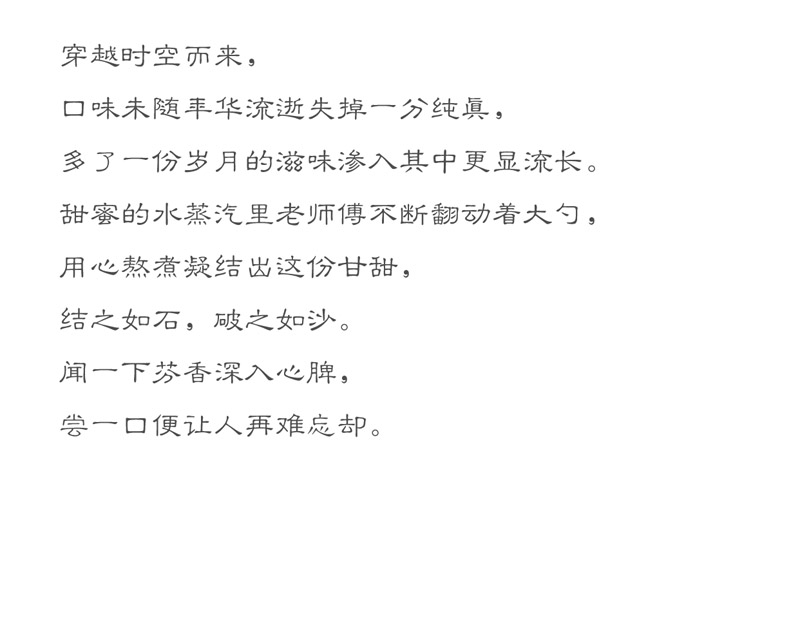 穿越时空而来，
口味未随年华流逝失掉一分纯真，
多了一份岁月的滋味渗入其中更显流长。
甜蜜的水蒸汽里老师傅不断翻动着大勺，
用心熬煮凝结出这份甘甜，
结之如石，破之如沙。
闻一下芬香深入心脾，
尝一口便让人再难忘却。